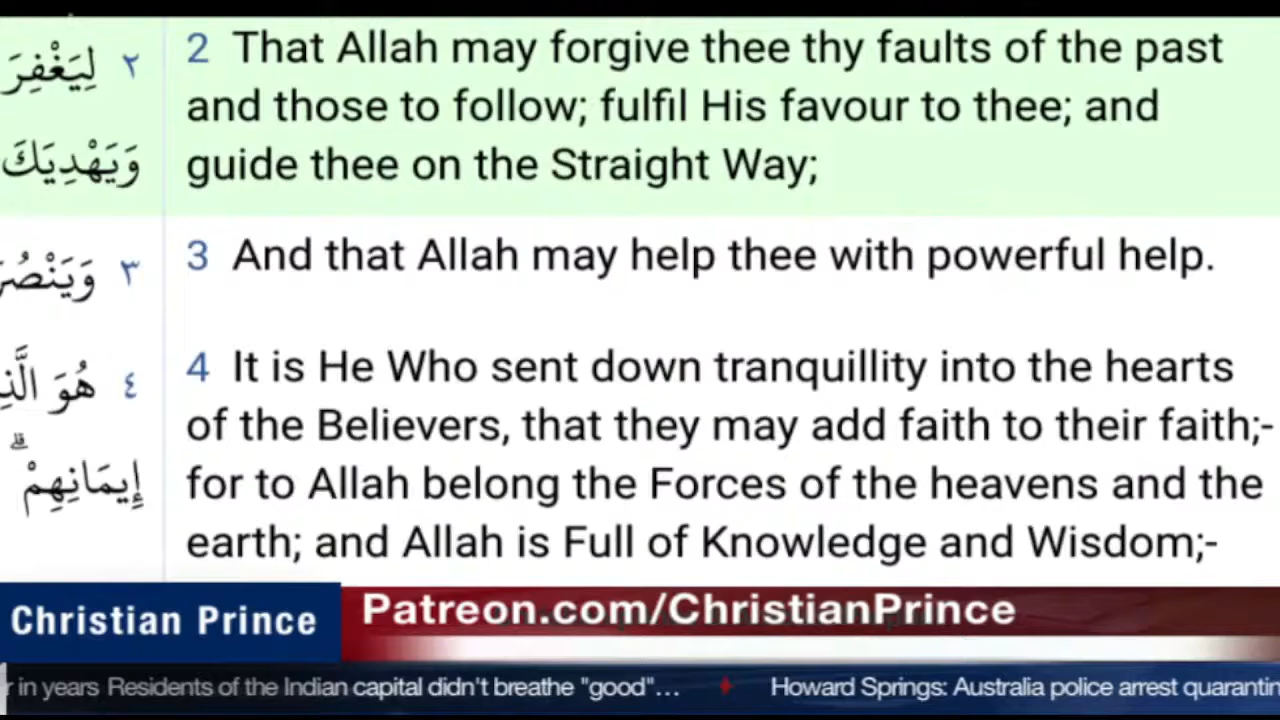 2 That Allah may forgive thee thy faults of the past
and those to follow; fulfil His favour to thee; and
guide thee on the Straight Way;
٢ لِيَغْفِرَ
وَيَهْدِيَكَ
3 And that Allah may help thee with powerful help.
٣
4 It is He Who sent down tranquillity into the hearts
of the Believers, that they may add faith to their faith;-
for to Allah belong the Forces of the heavens and the
earth; and Allah is Full of Knowledge and Wisdom;-
٤ هُوَ
إِيمَانِهِمْ ۗ
Christian Prince
Patreon.com/ChristianPrince
in years Residents of the Indian capital didn't breathe "good"...
Howard Springs: Australia police arrest